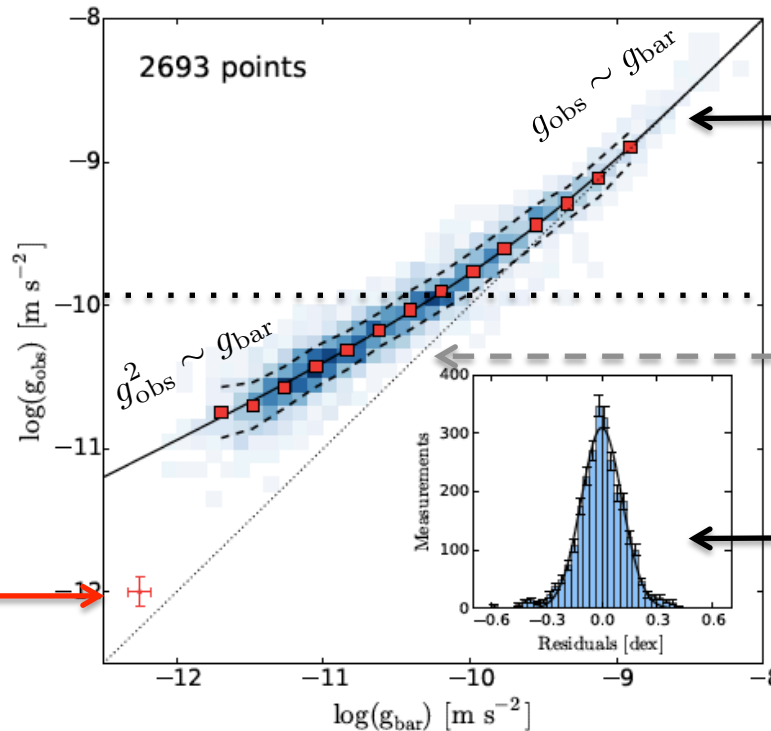 2693 points
g_obs ~ g_bar
g²_obs ~ g_bar
log(g_obs) [m s⁻²]
−8
−9
−10
−11
−12
−12
−11
−10
−9
−8
log(g_bar) [m s⁻²]
Measurements
400
300
200
100
0
−0.6
−0.3
0.0
0.3
0.6
Residuals [dex]